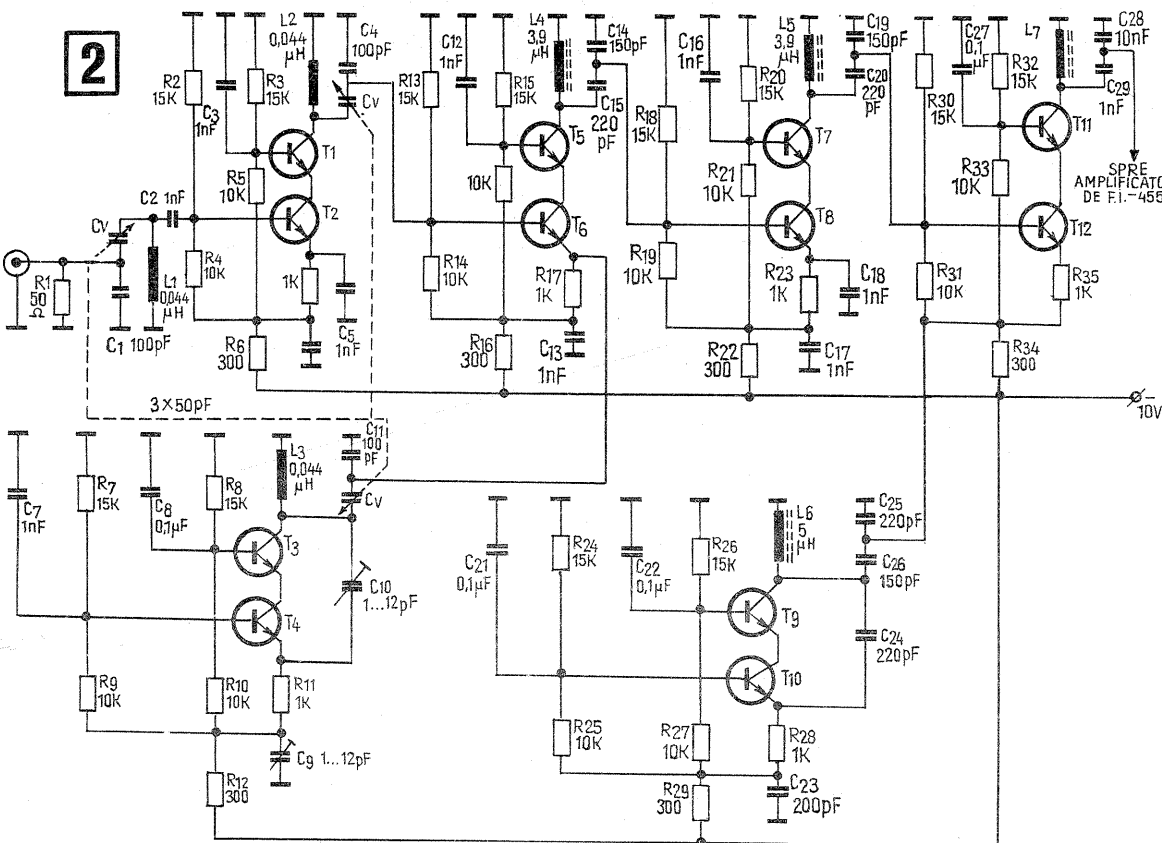 2
R2
15K
C3
1nF
R3
15K
L2
0,044
μH
C4
100pF
Cv
T1
R5
10K
C2 1nF
Cv
T2
R4
10K
R1
50
Ω
L1
0,044
μH
C1 100pF
1K
C5
1nF
R6
300
3×50pF
C12
1nF
R13
15K
R15
15K
L4
3,9
μH
C14
150pF
C15
220
pF
T5
10K
T6
R14
10K
R17
1K
R16
300
C13
1nF
C16
1nF
R18
15K
R20
15K
L5
3,9
μH
C19
150pF
C20
220
pF
T7
R21
10K
T8
R19
10K
R23
1K
C18
1nF
R22
300
C17
1nF
C27
0,1
μF
R30
15K
R32
15K
L7
C28
10nF
C29
1nF
T11
R33
10K
SPRE
AMPLIFICATO
DE F.I.-455
T12
R31
10K
R35
1K
R34
300
-
10V
C7
1nF
R7
15K
C8
0,1μF
R8
15K
L3
0,044
μH
C11
100
pF
Cv
T3
C10
1...12pF
T4
R9
10K
R10
10K
R11
1K
C9 1...12pF
R12
300
C21
0,1μF
R24
15K
C22
0,1μF
R26
15K
L6
5
μH
C25
220pF
C26
150pF
T9
C24
220pF
T10
R25
10K
R27
10K
R28
1K
R29
300
C23
200pF